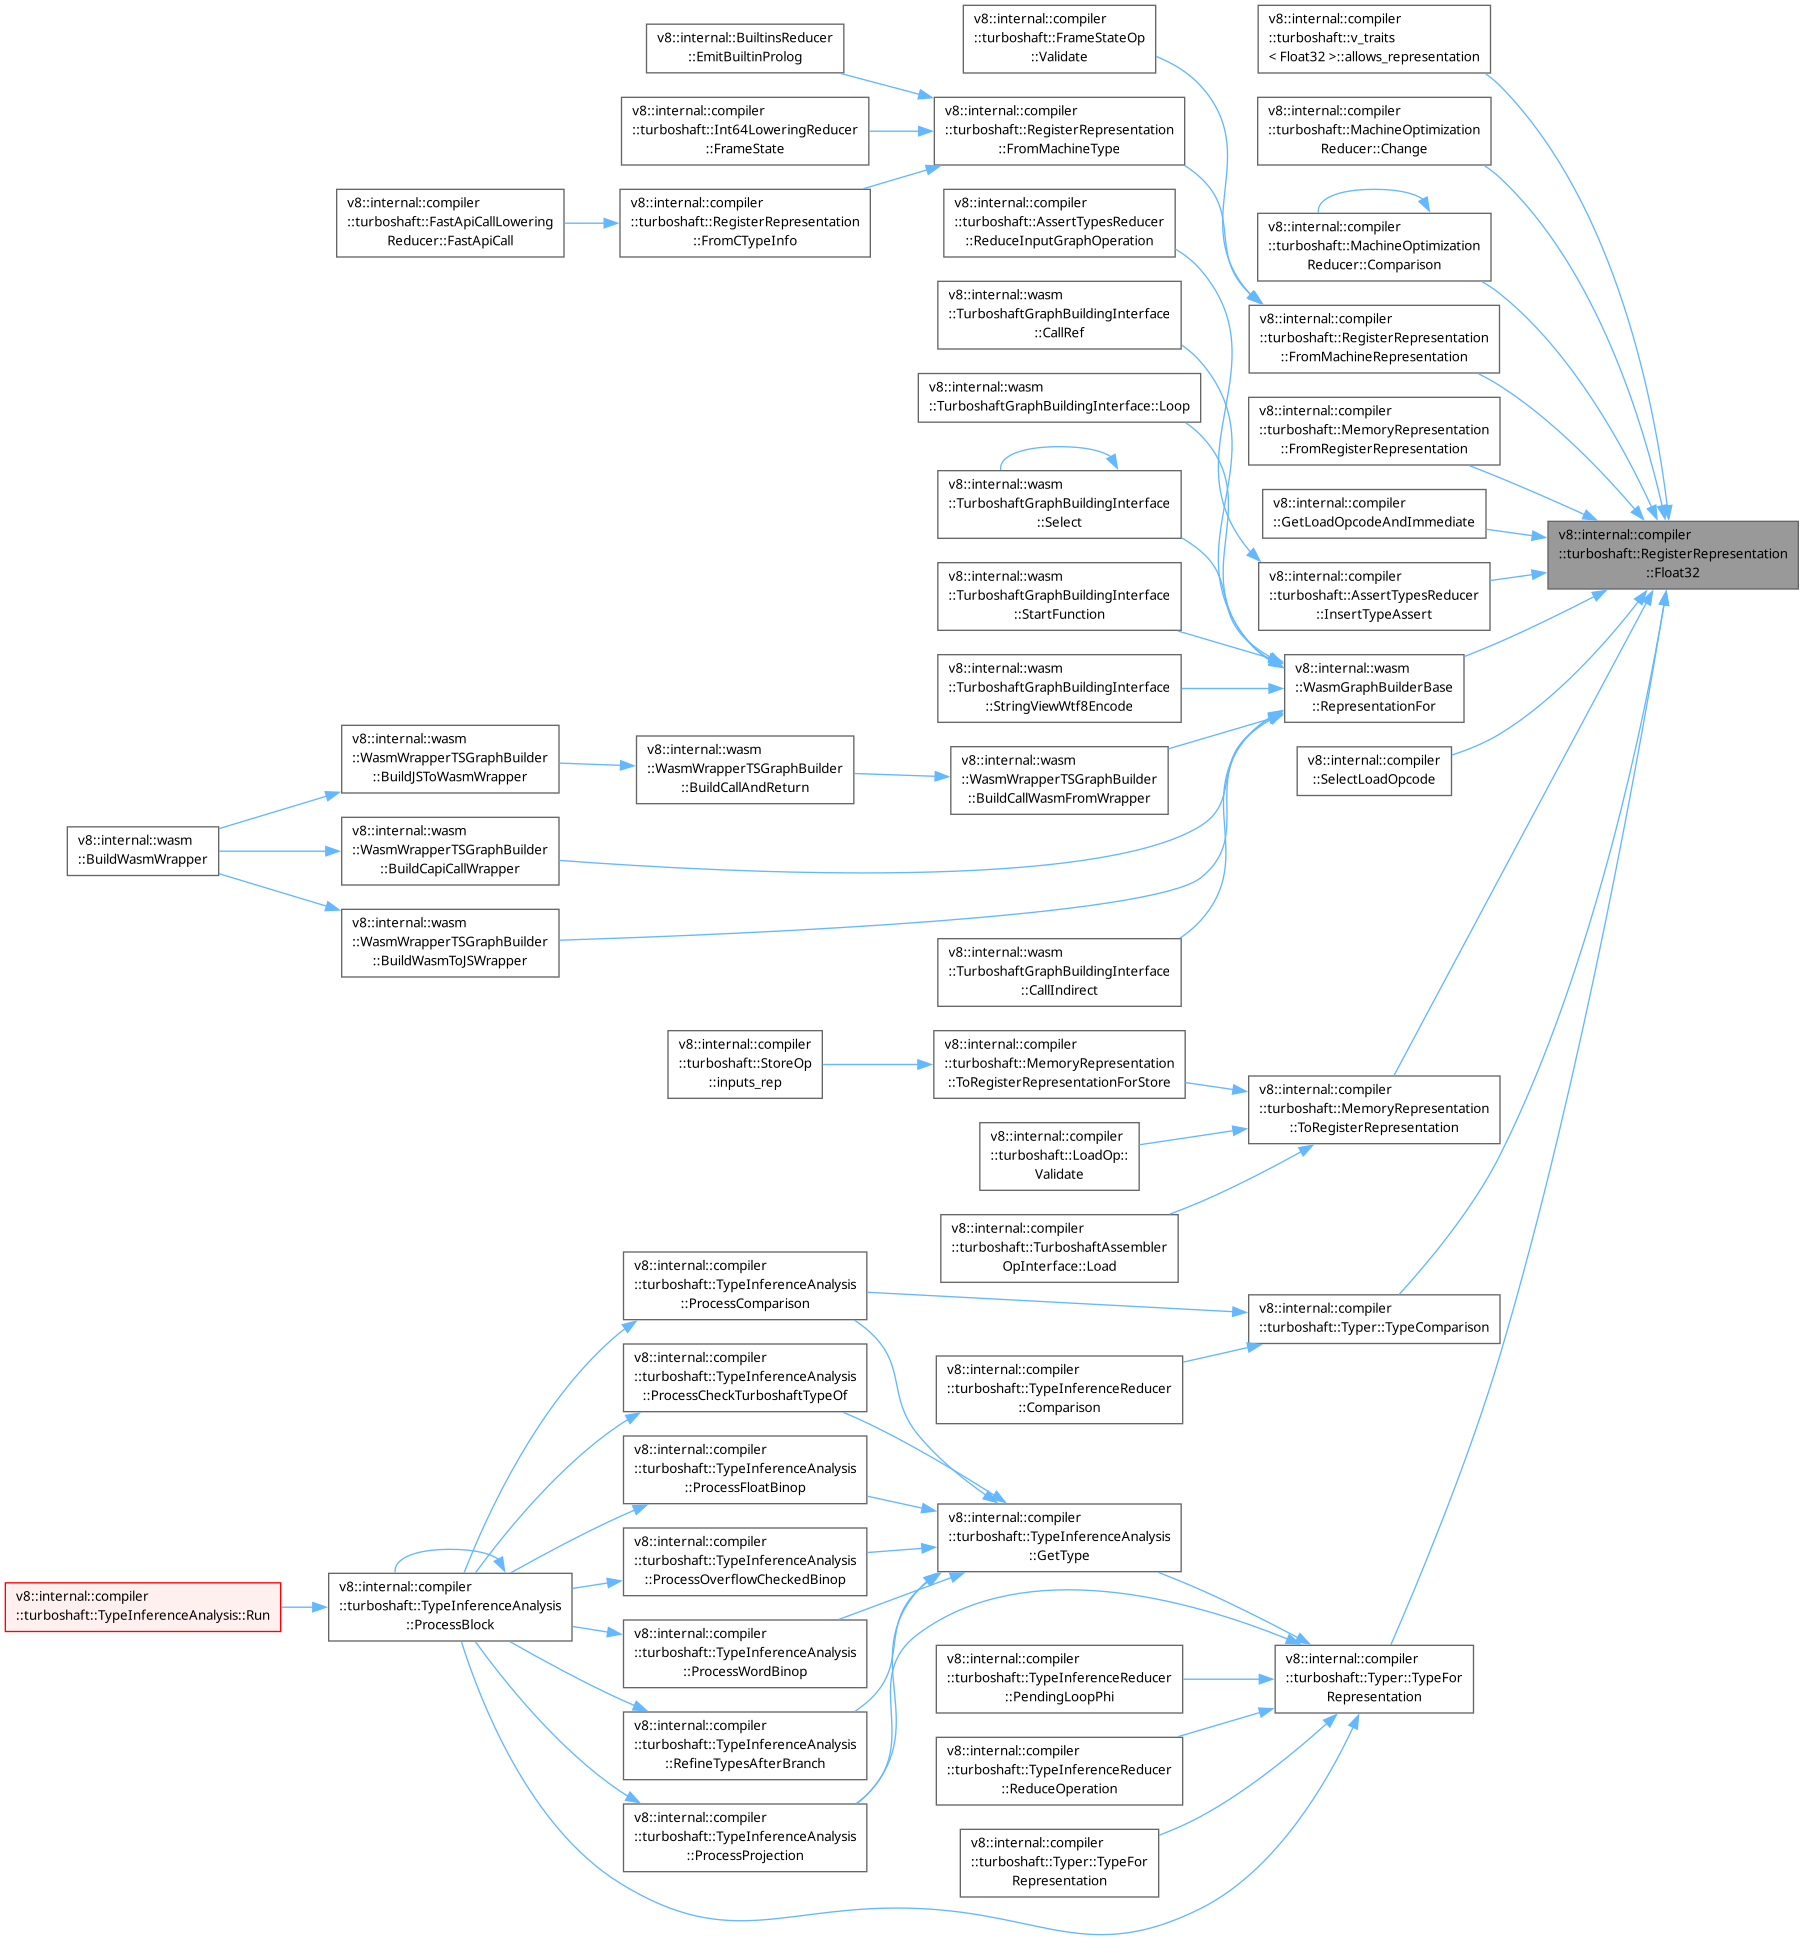 v8::internal::compiler
::turboshaft::RegisterRepresentation
::Float32
v8::internal::compiler
::turboshaft::v_traits
< Float32 >::allows_representation
v8::internal::compiler
::turboshaft::MachineOptimization
Reducer::Change
v8::internal::compiler
::turboshaft::MachineOptimization
Reducer::Comparison
v8::internal::compiler
::turboshaft::RegisterRepresentation
::FromMachineRepresentation
v8::internal::compiler
::turboshaft::FrameStateOp
::Validate
v8::internal::compiler
::turboshaft::RegisterRepresentation
::FromMachineType
v8::internal::BuiltinsReducer
::EmitBuiltinProlog
v8::internal::compiler
::turboshaft::Int64LoweringReducer
::FrameState
v8::internal::compiler
::turboshaft::RegisterRepresentation
::FromCTypeInfo
v8::internal::compiler
::turboshaft::FastApiCallLowering
Reducer::FastApiCall
v8::internal::compiler
::turboshaft::MemoryRepresentation
::FromRegisterRepresentation
v8::internal::compiler
::GetLoadOpcodeAndImmediate
v8::internal::compiler
::turboshaft::AssertTypesReducer
::InsertTypeAssert
v8::internal::compiler
::turboshaft::AssertTypesReducer
::ReduceInputGraphOperation
v8::internal::wasm
::WasmGraphBuilderBase
::RepresentationFor
v8::internal::wasm
::TurboshaftGraphBuildingInterface
::CallRef
v8::internal::wasm
::TurboshaftGraphBuildingInterface::Loop
v8::internal::wasm
::TurboshaftGraphBuildingInterface
::Select
v8::internal::wasm
::TurboshaftGraphBuildingInterface
::StartFunction
v8::internal::wasm
::TurboshaftGraphBuildingInterface
::StringViewWtf8Encode
v8::internal::wasm
::WasmWrapperTSGraphBuilder
::BuildCallWasmFromWrapper
v8::internal::wasm
::WasmWrapperTSGraphBuilder
::BuildCallAndReturn
v8::internal::wasm
::WasmWrapperTSGraphBuilder
::BuildJSToWasmWrapper
v8::internal::wasm
::BuildWasmWrapper
v8::internal::wasm
::WasmWrapperTSGraphBuilder
::BuildCapiCallWrapper
v8::internal::wasm
::WasmWrapperTSGraphBuilder
::BuildWasmToJSWrapper
v8::internal::wasm
::TurboshaftGraphBuildingInterface
::CallIndirect
v8::internal::compiler
::SelectLoadOpcode
v8::internal::compiler
::turboshaft::MemoryRepresentation
::ToRegisterRepresentation
v8::internal::compiler
::turboshaft::MemoryRepresentation
::ToRegisterRepresentationForStore
v8::internal::compiler
::turboshaft::StoreOp
::inputs_rep
v8::internal::compiler
::turboshaft::LoadOp::
Validate
v8::internal::compiler
::turboshaft::TurboshaftAssembler
OpInterface::Load
v8::internal::compiler
::turboshaft::Typer::TypeComparison
v8::internal::compiler
::turboshaft::TypeInferenceAnalysis
::ProcessComparison
v8::internal::compiler
::turboshaft::TypeInferenceReducer
::Comparison
v8::internal::compiler
::turboshaft::TypeInferenceAnalysis
::ProcessCheckTurboshaftTypeOf
v8::internal::compiler
::turboshaft::TypeInferenceAnalysis
::ProcessFloatBinop
v8::internal::compiler
::turboshaft::TypeInferenceAnalysis
::GetType
v8::internal::compiler
::turboshaft::TypeInferenceAnalysis
::ProcessOverflowCheckedBinop
v8::internal::compiler
::turboshaft::TypeInferenceAnalysis
::ProcessBlock
v8::internal::compiler
::turboshaft::TypeInferenceAnalysis::Run
v8::internal::compiler
::turboshaft::TypeInferenceAnalysis
::ProcessWordBinop
v8::internal::compiler
::turboshaft::TypeInferenceAnalysis
::RefineTypesAfterBranch
v8::internal::compiler
::turboshaft::TypeInferenceAnalysis
::ProcessProjection
v8::internal::compiler
::turboshaft::Typer::TypeFor
Representation
v8::internal::compiler
::turboshaft::TypeInferenceReducer
::PendingLoopPhi
v8::internal::compiler
::turboshaft::TypeInferenceReducer
::ReduceOperation
v8::internal::compiler
::turboshaft::Typer::TypeFor
Representation